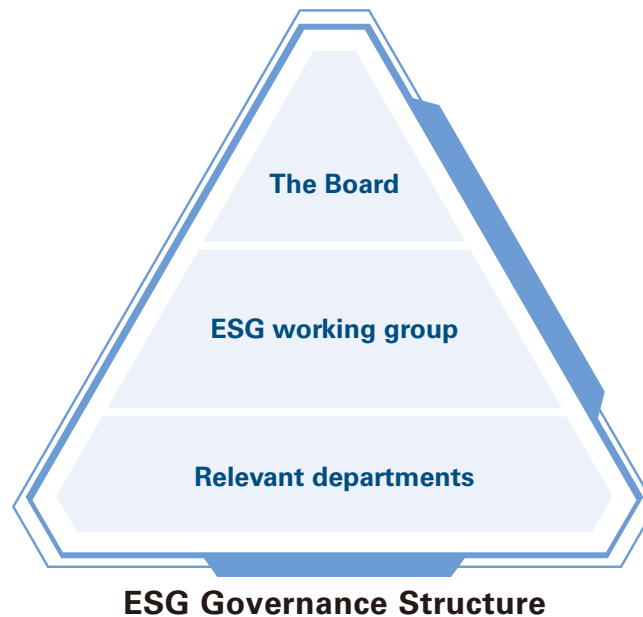 The Board
ESG working group
Relevant departments
ESG Governance Structure